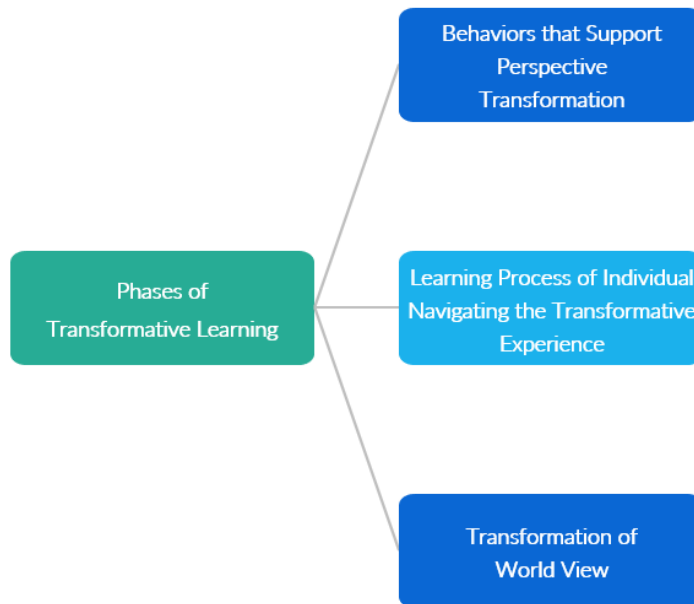 Behaviors that Support
Perspective
Transformation
Phases of
Transformative Learning
Learning Process of Individual
Navigating the Transformative
Experience
Transformation of
World View